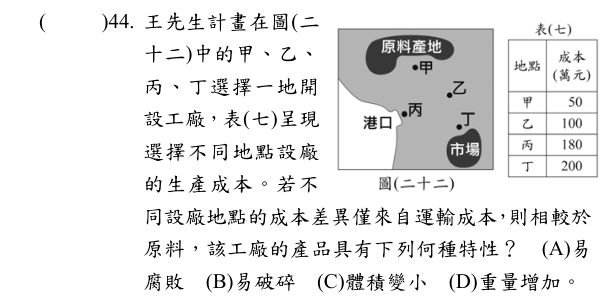 (　　)44. 王先生計畫在圖(二
十二)中的甲、乙、
丙、丁選擇一地開
設工廠，表(七)呈現
選擇不同地點設廠
的生產成本。若不
同設廠地點的成本差異僅來自運輸成本，則相較於
原料，該工廠的產品具有下列何種特性？　(A)易
腐敗　(B)易破碎　(C)體積變小　(D)重量增加。
原料產地
甲
乙
丙
港口
丁
市場
圖(二十二)
表(七)
地點　成本(萬元)
甲　50
乙　100
丙　180
丁　200